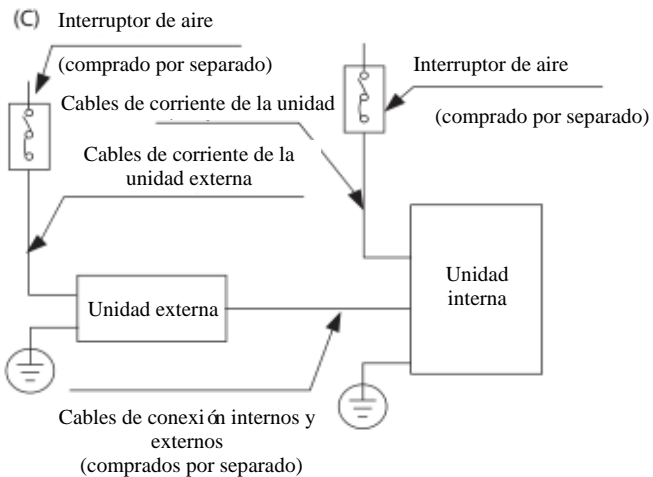 (C) Interruptor de aire
(comprado por separado)
Interruptor de aire
(comprado por separado)
Cables de corriente de la unidad
Cables de corriente de la
unidad externa
Unidad externa
Unidad
interna
Cables de conexión internos y
externos
(comprados por separado)